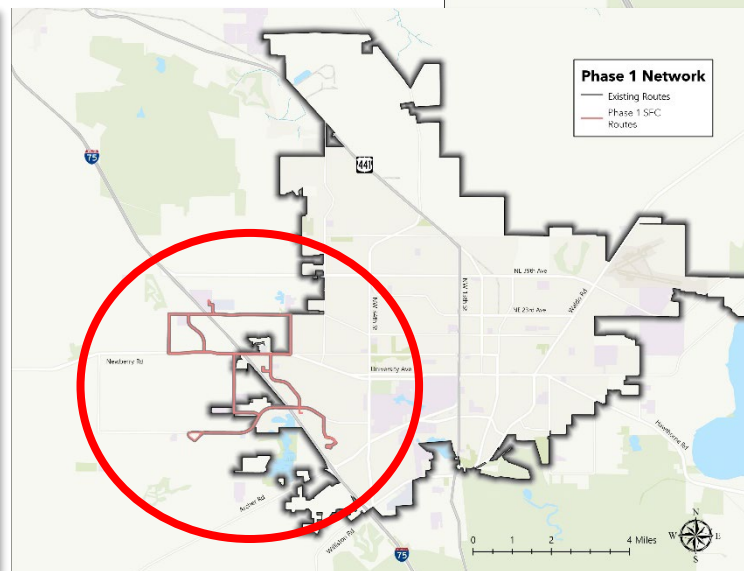 Phase 1 Network
Existing Routes
Phase 1 SFC
Routes
75
441
NE 39th Ave
NW 34th St
NW 13th St
NE 23rd Ave
Waldo Rd
Newberry Rd
University Ave
Hawthorne Rd
Archer Rd
Williston Rd
75
0 1 2 4 Miles
N
W E
S